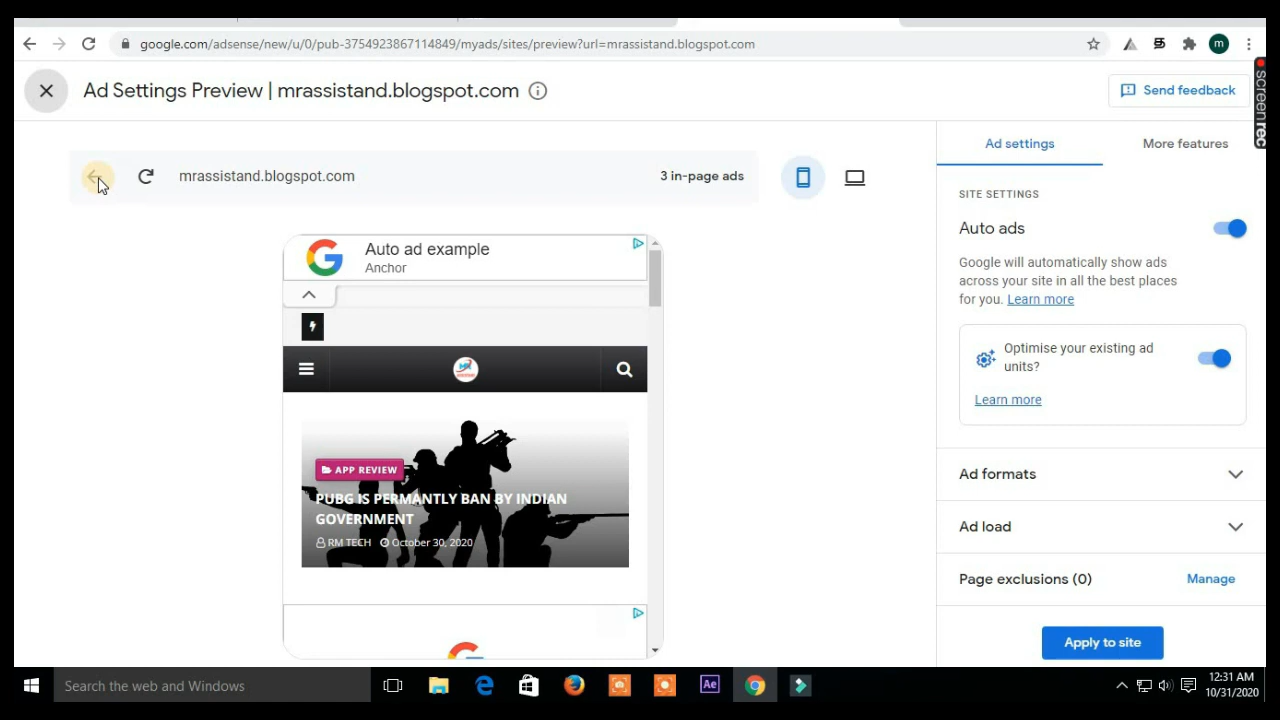 google.com/adsense/new/u/0/pub-3754923867114849/myads/sites/preview?url=mrassistand.blogspot.com
m
Ad Settings Preview | mrassistand.blogspot.com
Send feedback
screenrec
mrassistand.blogspot.com
3 in-page ads
Auto ad example
Anchor
APP REVIEW
PUBG IS PERMANTLY BAN BY INDIAN
GOVERNMENT
RM TECH October 30, 2020
Ad settings
More features
SITE SETTINGS
Auto ads
Google will automatically show ads
across your site in all the best places
for you. Learn more
Optimise your existing ad
units?
Learn more
Ad formats
Ad load
Page exclusions (0)
Manage
Apply to site
Search the web and Windows
Ae
12:31 AM
10/31/2020